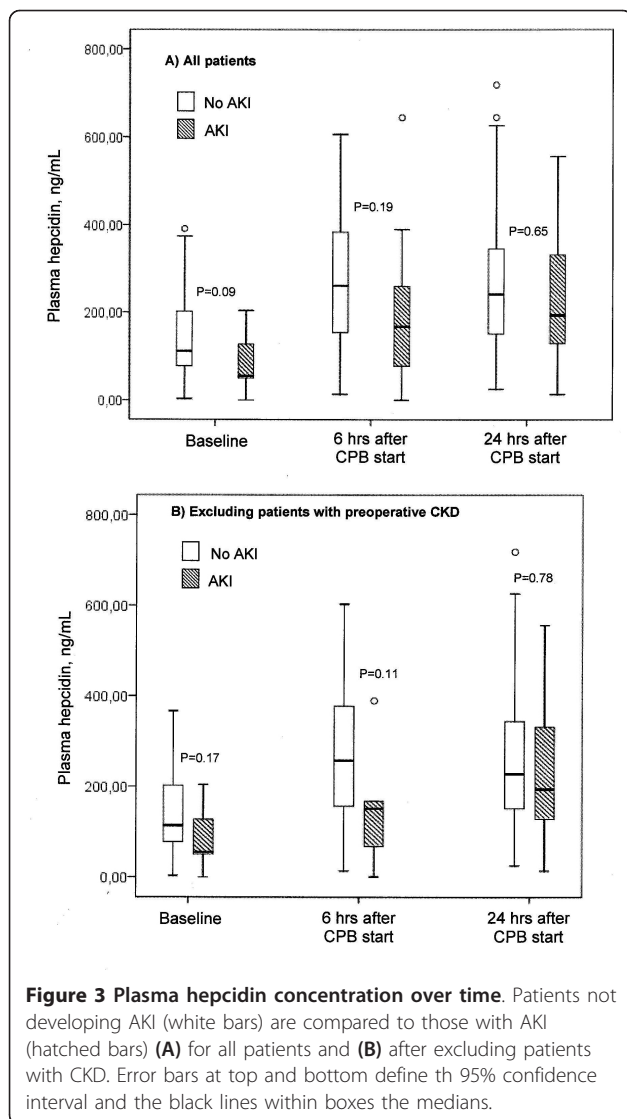 800,00
A) All patients
No AKI
AKI
600,00
P=0.19
P=0.65
400,00
P=0.09
200,00
0,00
Plasma hepcidin, ng/mL
Baseline
6 hrs after
CPB start
24 hrs after
CPB start
800,00
B) Excluding patients with preoperative CKD
No AKI
AKI
P=0.78
600,00
P=0.11
400,00
P=0.17
200,00
0,00
Plasma hepcidin, ng/mL
Baseline
6 hrs after
CPB start
24 hrs after
CPB start
Figure 3 Plasma hepcidin concentration over time. Patients not
developing AKI (white bars) are compared to those with AKI
(hatched bars) (A) for all patients and (B) after excluding patients
with CKD. Error bars at top and bottom define th 95% confidence
interval and the black lines within boxes the medians.